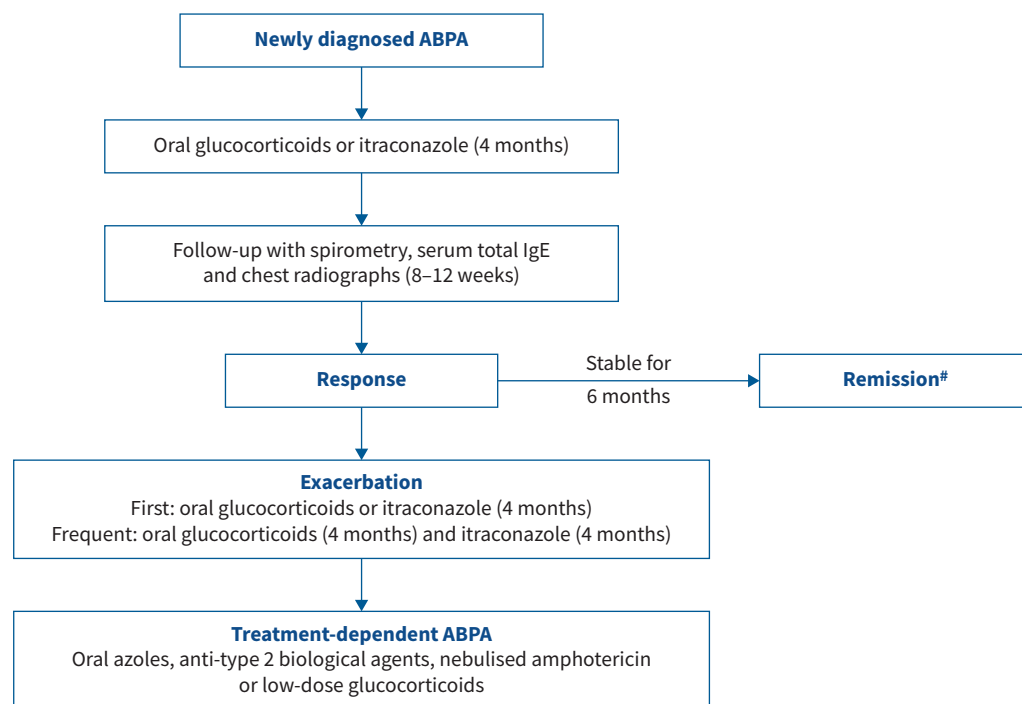 Newly diagnosed ABPA
Oral glucocorticoids or itraconazole (4 months)
Follow-up with spirometry, serum total IgE
and chest radiographs (8–12 weeks)
Response
Stable for
6 months
Remission#
Exacerbation
First: oral glucocorticoids or itraconazole (4 months)
Frequent: oral glucocorticoids (4 months) and itraconazole (4 months)
Treatment-dependent ABPA
Oral azoles, anti-type 2 biological agents, nebulised amphotericin
or low-dose glucocorticoids